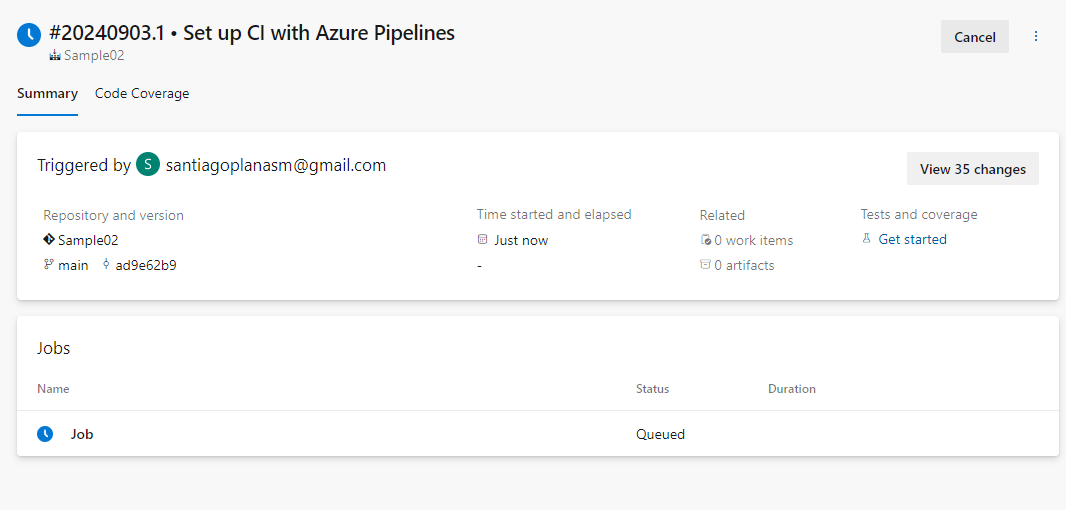 #20240903.1 • Set up CI with Azure Pipelines
Sample02
Cancel
Summary
Code Coverage
Triggered by S santiagoplanasm@gmail.com
View 35 changes
Repository and version
Sample02
main ad9e62b9
Time started and elapsed
Just now
-
Related
0 work items
0 artifacts
Tests and coverage
Get started
Jobs
Name Status Duration
Job Queued